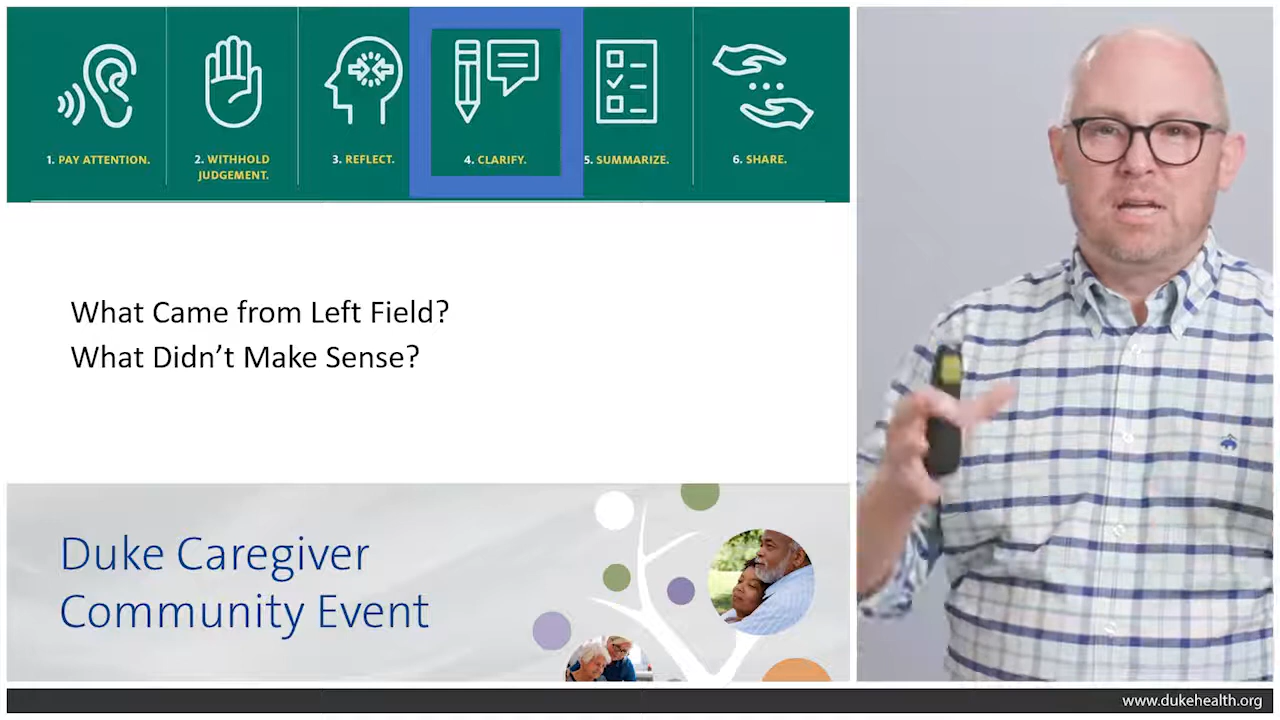 1. PAY ATTENTION.
2. WITHHOLD
JUDGEMENT.
3. REFLECT.
4. CLARIFY.
5. SUMMARIZE.
6. SHARE.
What Came from Left Field?
What Didn't Make Sense?
Duke Caregiver
Community Event
www.dukehealth.org